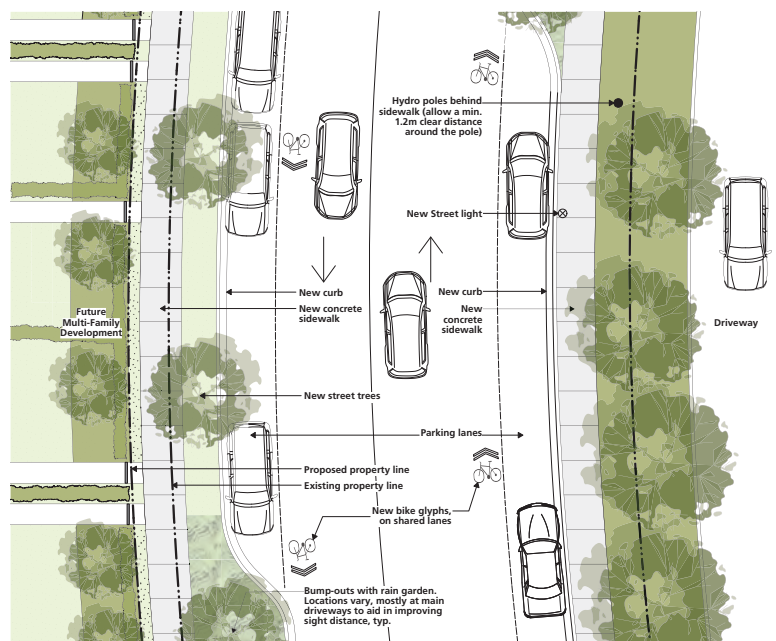 Hydro poles behind
sidewalk (allow a min.
1.2m clear distance
around the pole)
New Street light
New curb
New concrete
sidewalk
New curb
New
concrete
sidewalk
Future
Multi-Family
Development
Driveway
New street trees
Parking lanes
Proposed property line
Existing property line
New bike glyphs,
on shared lanes
Bump-outs with rain garden.
Locations vary, mostly at main
driveways to aid in improving
sight distance, typ.